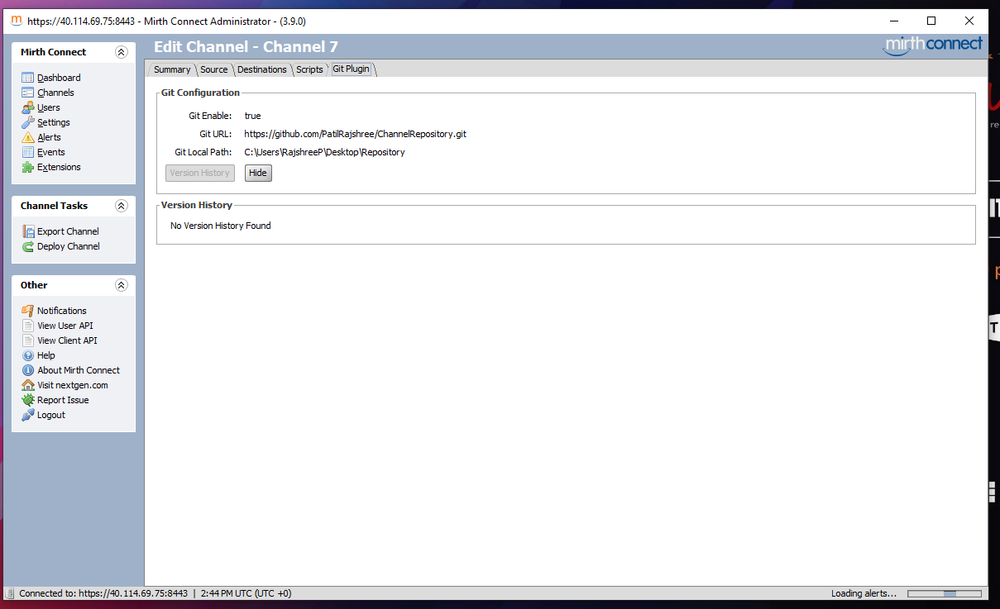 https://40.114.69.75:8443 - Mirth Connect Administrator - (3.9.0)
Mirth Connect
Dashboard
Channels
Users
Settings
Alerts
Events
Extensions
Channel Tasks
Export Channel
Deploy Channel
Other
Notifications
View User API
View Client API
Help
About Mirth Connect
Visit nextgen.com
Report Issue
Logout
Edit Channel - Channel 7
mirthconnect
Summary Source Destinations Scripts Git Plugin
Git Configuration
Git Enable: true
Git URL: https://github.com/PatilRajshree/ChannelRepository.git
Git Local Path: C:\Users\RajshreeP\Desktop\Repository
Version History Hide
Version History
No Version History Found
Connected to: https://40.114.69.75:8443 | 2:44 PM UTC (UTC +0)
Loading alerts...